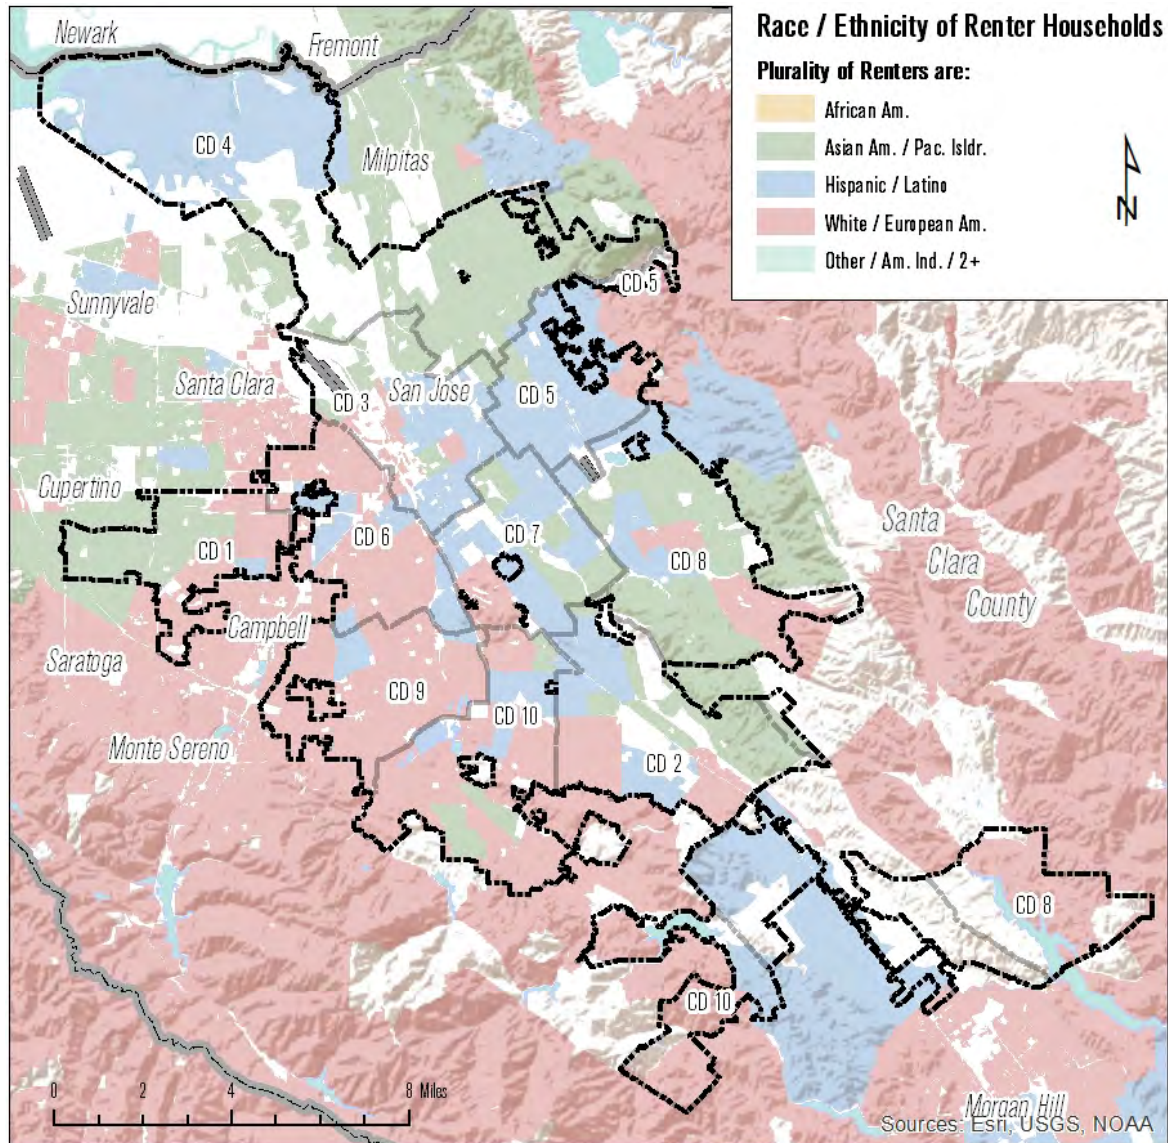 Race / Ethnicity of Renter Households
Plurality of Renters are:
African Am.
Asian Am. / Pac. Isldr.
Hispanic / Latino
White / European Am.
Other / Am. Ind. / 2+
N
Newark
Fremont
CD 4
Milpitas
CD 5
Sunnyvale
Santa Clara
CD 3
San Jose
CD 5
Cupertino
CD 1
CD 6
CD 7
CD 8
Santa
Clara
County
Campbell
Saratoga
CD 9
CD 10
Monte Sereno
CD 2
CD 8
CD 10
0 2 4 8 Miles
Morgan Hill
Sources: Esri, USGS, NOAA